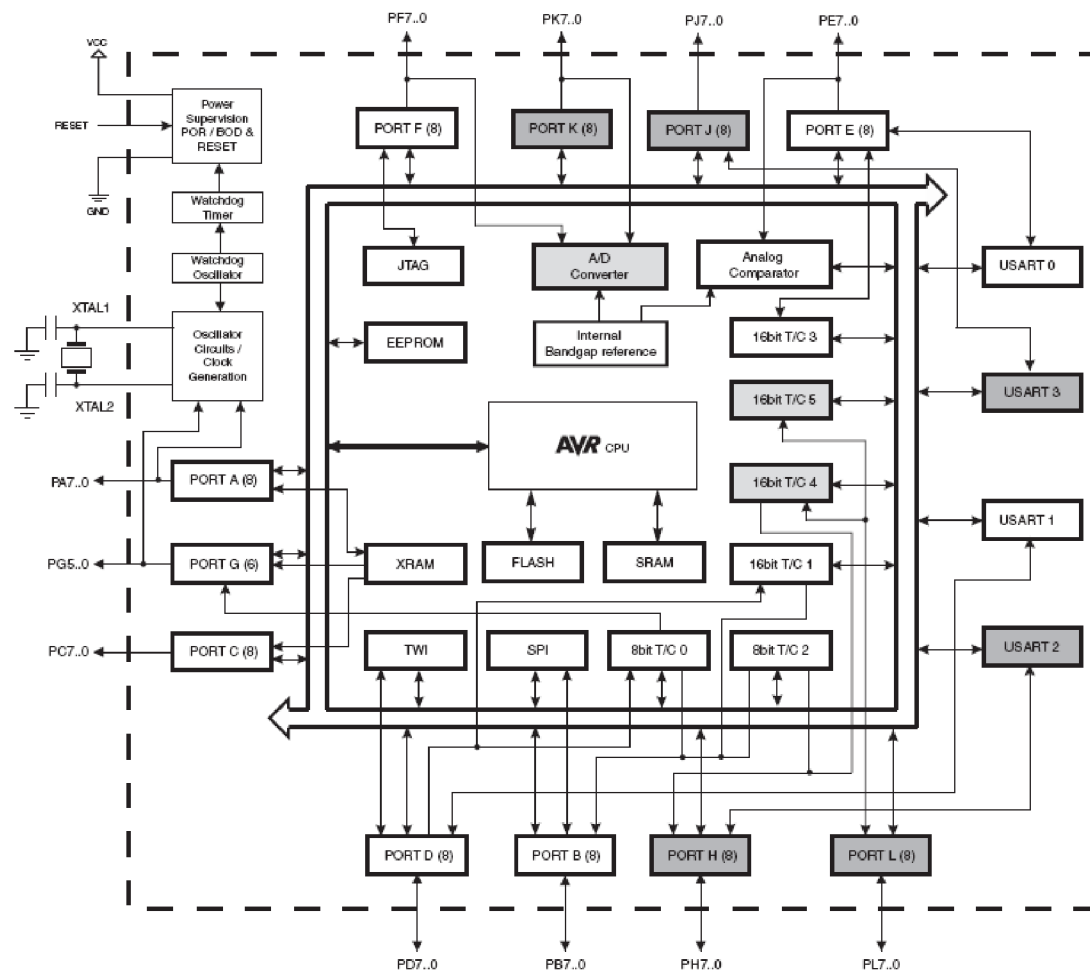 PF7..0
PK7..0
PJ7..0
PE7..0
VCC
RESET
GND
Power
Supervision
POR / BOD &
RESET
PORT F (8)
PORT K (8)
PORT J (8)
PORT E (8)
Watchdog
Timer
Watchdog
Oscillator
JTAG
A/D
Converter
Analog
Comparator
USART 0
XTAL1
XTAL2
Oscillator
Circuits /
Clock
Generation
EEPROM
Internal
Bandgap reference
16bit T/C 3
16bit T/C 5
USART 3
AVR CPU
16bit T/C 4
PA7..0
PORT A (8)
USART 1
PG5..0
PORT G (6)
XRAM
FLASH
SRAM
16bit T/C 1
PC7..0
PORT C (8)
TWI
SPI
8bit T/C 0
8bit T/C 2
USART 2
PORT D (8)
PORT B (8)
PORT H (8)
PORT L (8)
PD7..0
PB7..0
PH7..0
PL7..0